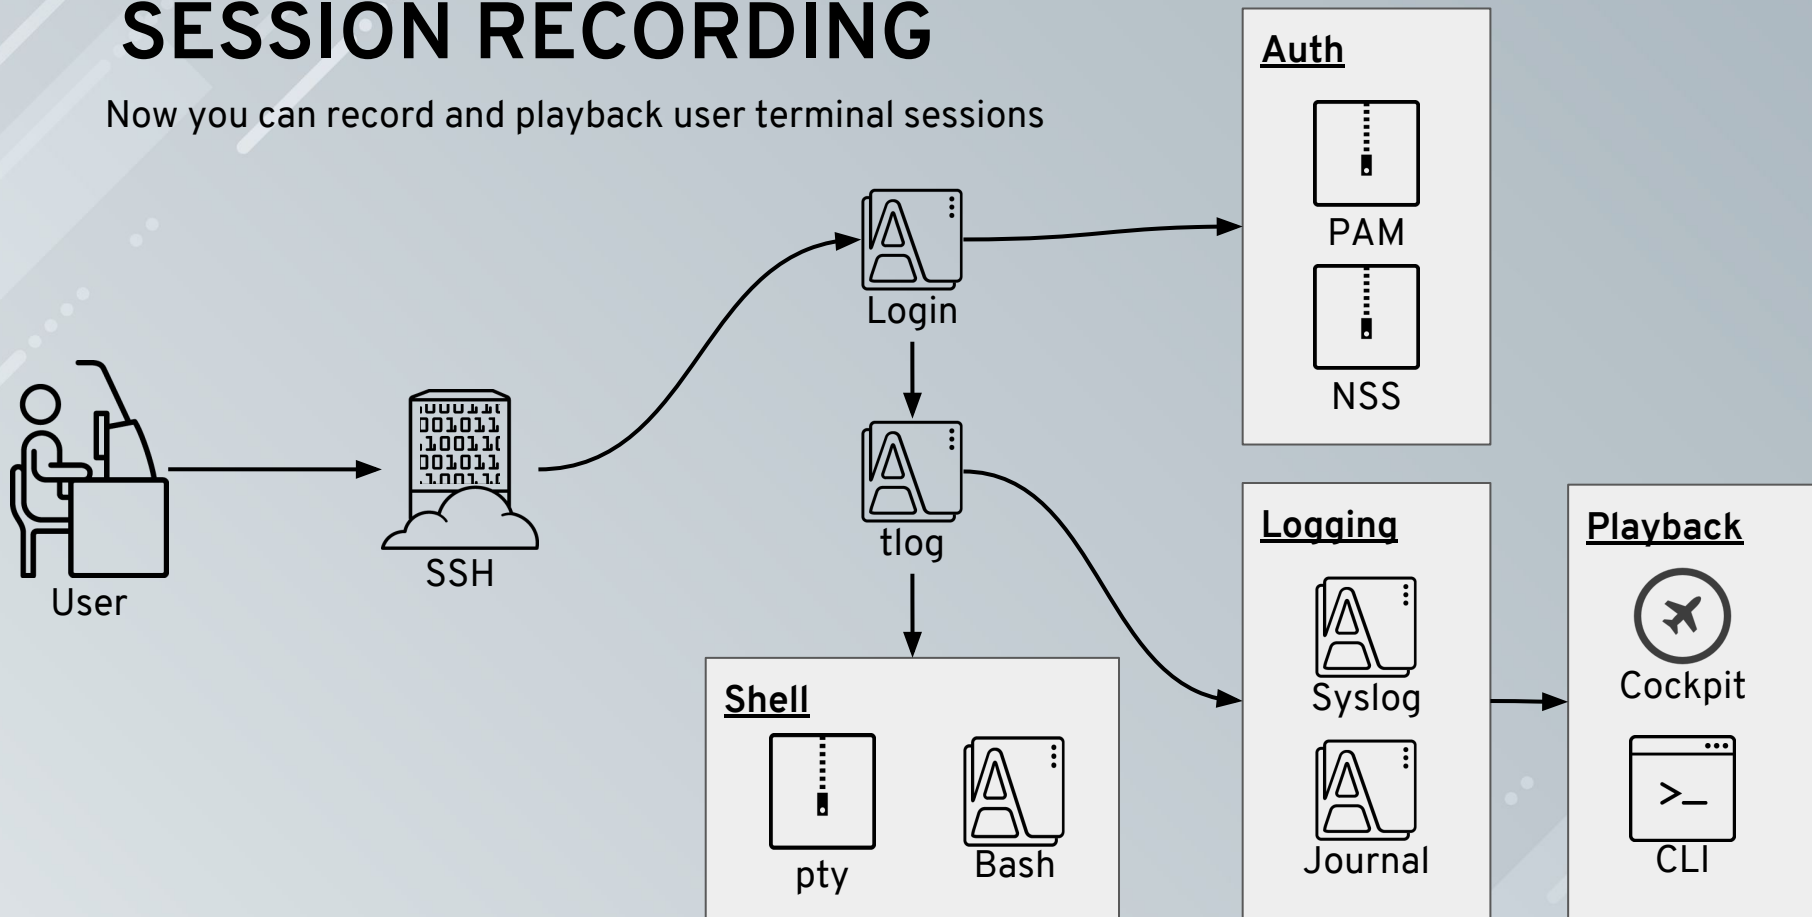 SESSION RECORDING
Now you can record and playback user terminal sessions
Auth
PAM
NSS
Login
tlog
User
SSH
Shell
pty
Bash
Logging
Syslog
Journal
Playback
Cockpit
>_
CLI